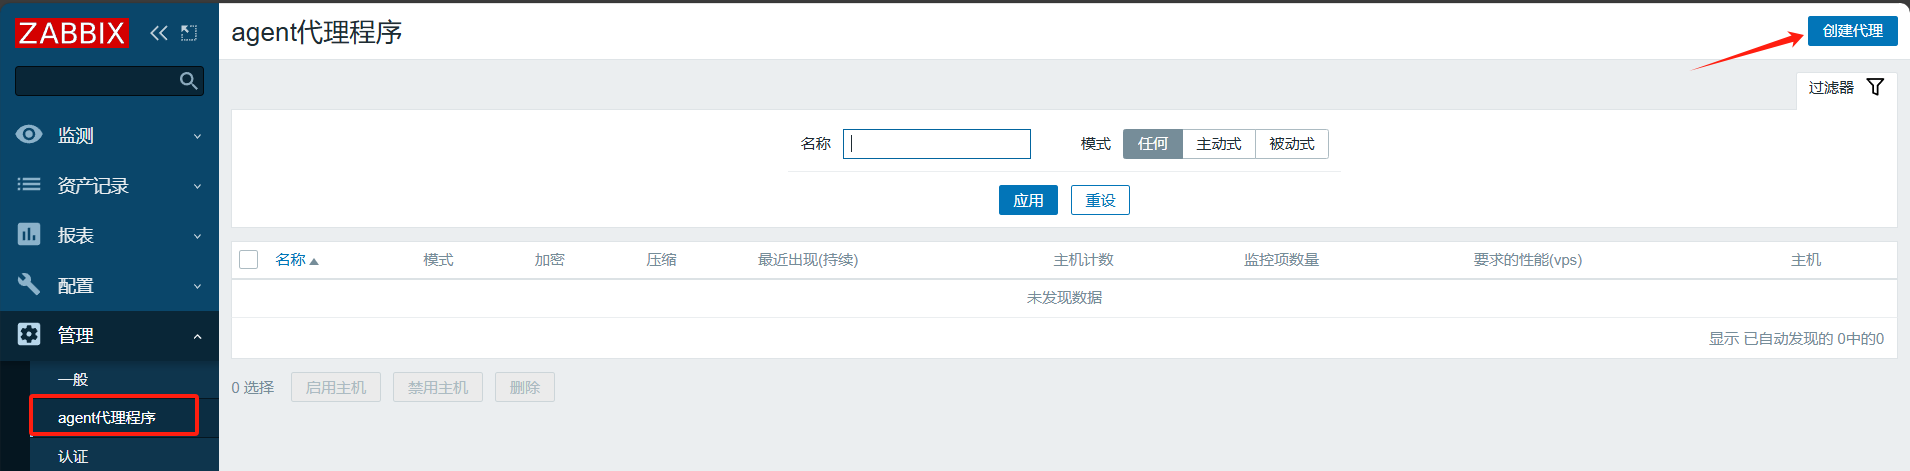 ZABBIX
监测
资产记录
报表
配置
管理
一般
agent代理程序
认证
agent代理程序
创建代理
过滤器
名称 模式 任何 主动式 被动式
应用 重设
名称 模式 加密 压缩 最近出现(持续) 主机计数 监控项数量 要求的性能(vps) 主机
未发现数据
显示 已自动发现的 0中的0
0 选择 启用主机 禁用主机 删除